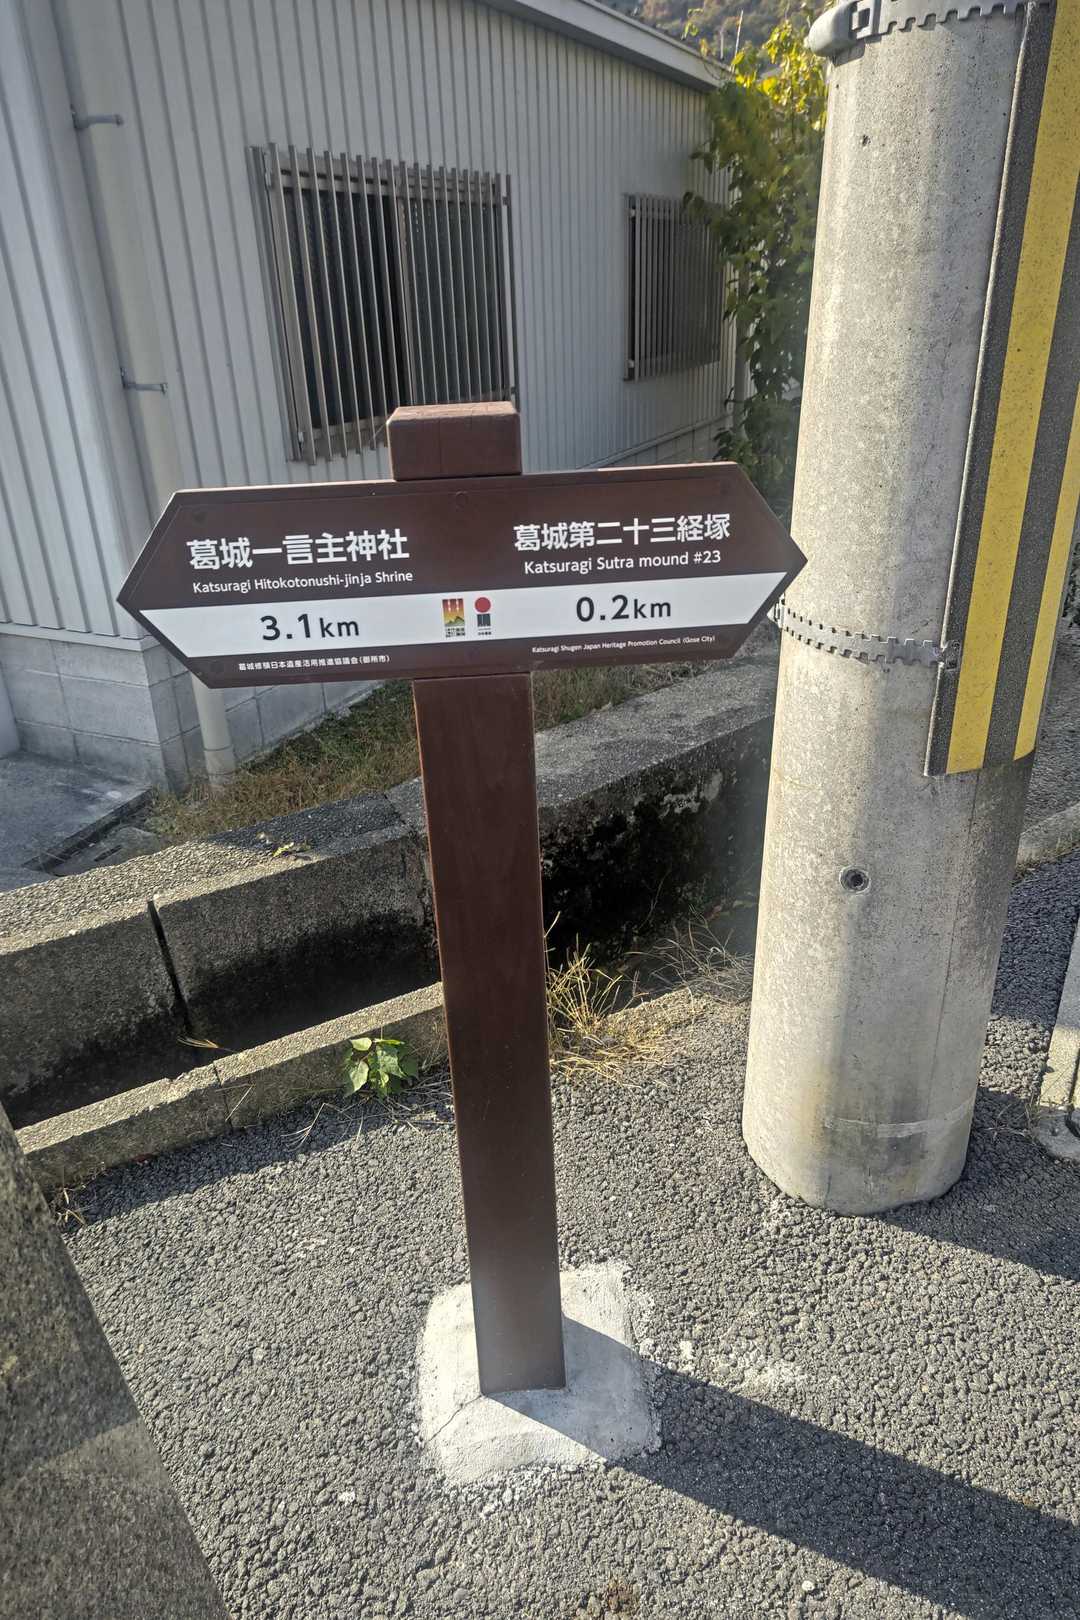 葛城一言主神社
Katsuragi Hitokotonushi-jinja Shrine
3.1km
葛城修験日本遺産活用推進協議会(御所市)
葛城第二十三経塚
Katsuragi Sutra mound #23
0.2km
Katsuragi Shugen Japan Heritage Promotion Council (Gose City)